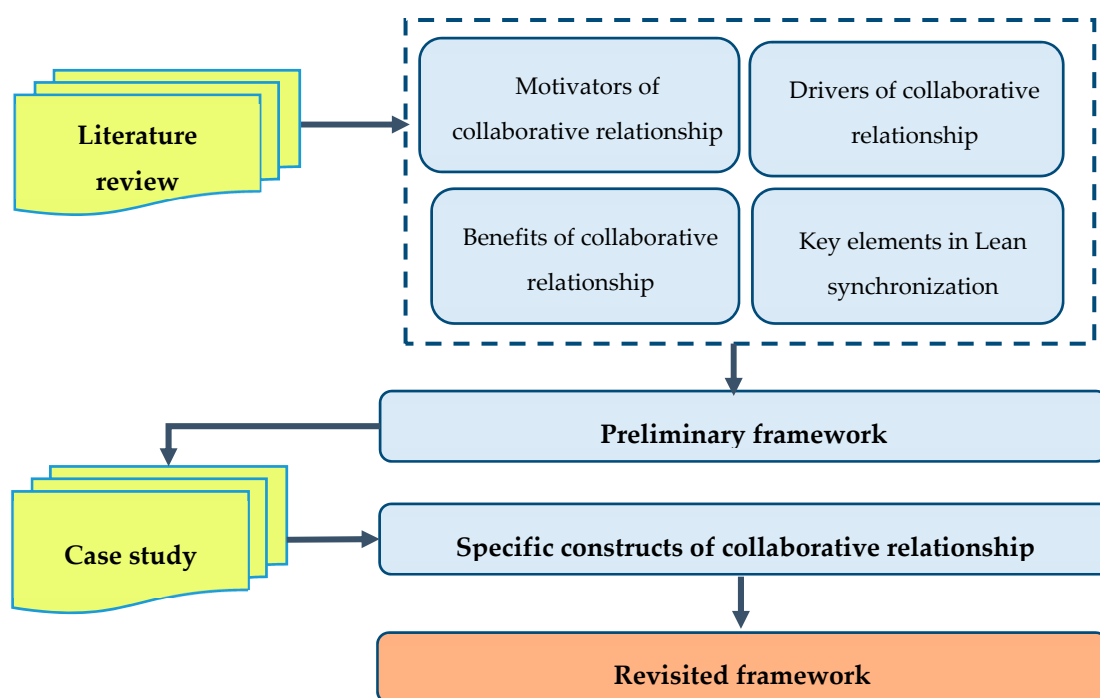 Literature
review
Motivators of
collaborative relationship
Drivers of collaborative
relationship
Benefits of collaborative
relationship
Key elements in Lean
synchronization
Preliminary framework
Case study
Specific constructs of collaborative relationship
Revisited framework